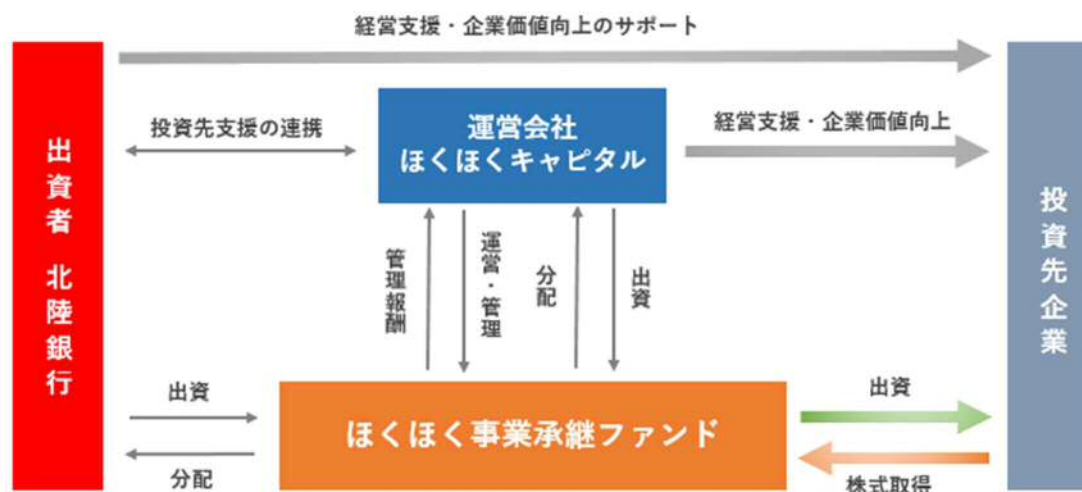 経営支援・企業価値向上のサポート
出資者 北陸銀行
投資先支援の連携
運営会社
ほくほくキャピタル
経営支援・企業価値向上
投資先企業
管理報酬
運営・管理
分配
出資
出資
分配
ほくほく事業承継ファンド
出資
株式取得